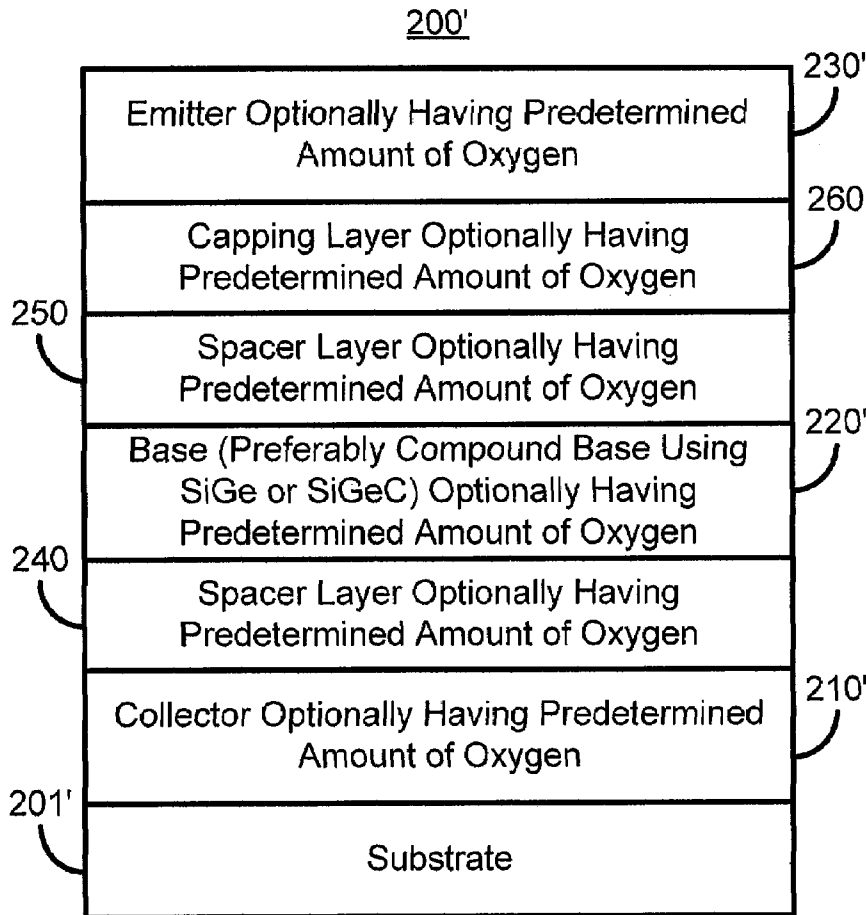 200'
230'
Emitter Optionally Having Predetermined
Amount of Oxygen
260
Capping Layer Optionally Having
Predetermined Amount of Oxygen
250
Spacer Layer Optionally Having
Predetermined Amount of Oxygen
220'
Base (Preferably Compound Base Using
SiGe or SiGeC) Optionally Having
Predetermined Amount of Oxygen
240
Spacer Layer Optionally Having
Predetermined Amount of Oxygen
210'
Collector Optionally Having Predetermined
Amount of Oxygen
201'
Substrate